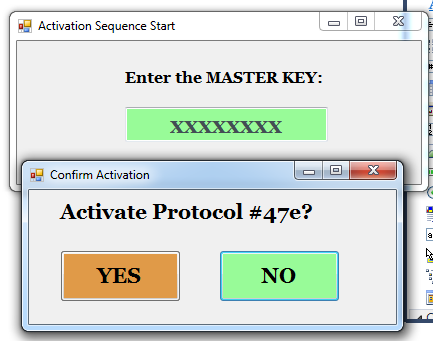 Activation Sequence Start
Enter the MASTER KEY:
XXXXXXXX
Confirm Activation
Activate Protocol #47e?
YES
NO